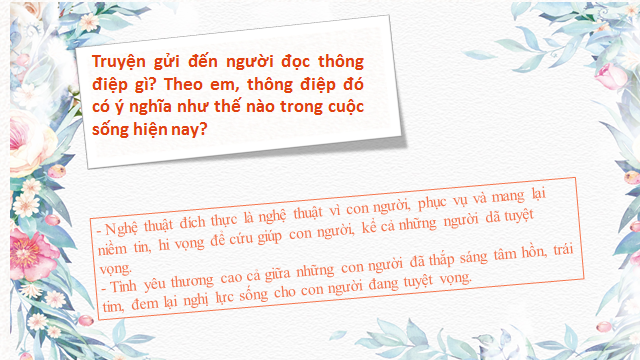 Truyện gửi đến người đọc thông
điệp gì? Theo em, thông điệp đó
có ý nghĩa như thế nào trong cuộc
sống hiện nay?
- Nghệ thuật đích thực là nghệ thuật vì con người, phục vụ và mang lại
niềm tin, hi vọng để cứu giúp con người, kể cả những người dã tuyệt
vọng.
- Tình yêu thương cao cả giữa những con người đã thắp sáng tâm hồn, trái
tim, đem lại nghị lực sống cho con người đang tuyệt vọng.